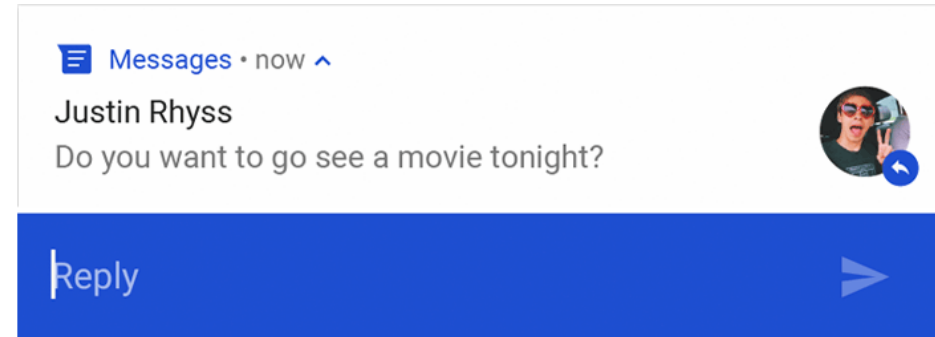 Messages • now
Justin Rhyss
Do you want to go see a movie tonight?
Reply